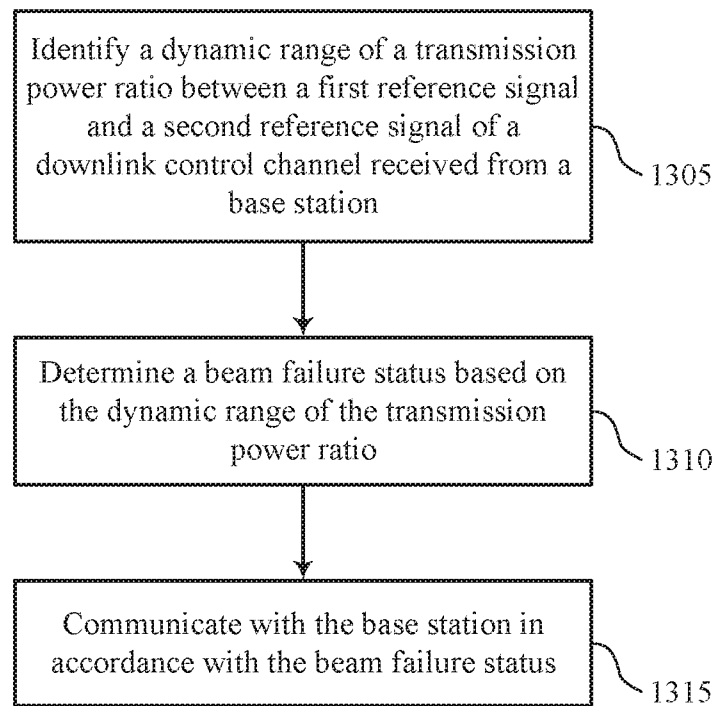 Identify a dynamic range of a transmission
power ratio between a first reference signal
and a second reference signal of a
downlink control channel received from a
base station
1305
Determine a beam failure status based on
the dynamic range of the transmission
power ratio
1310
Communicate with the base station in
accordance with the beam failure status
1315